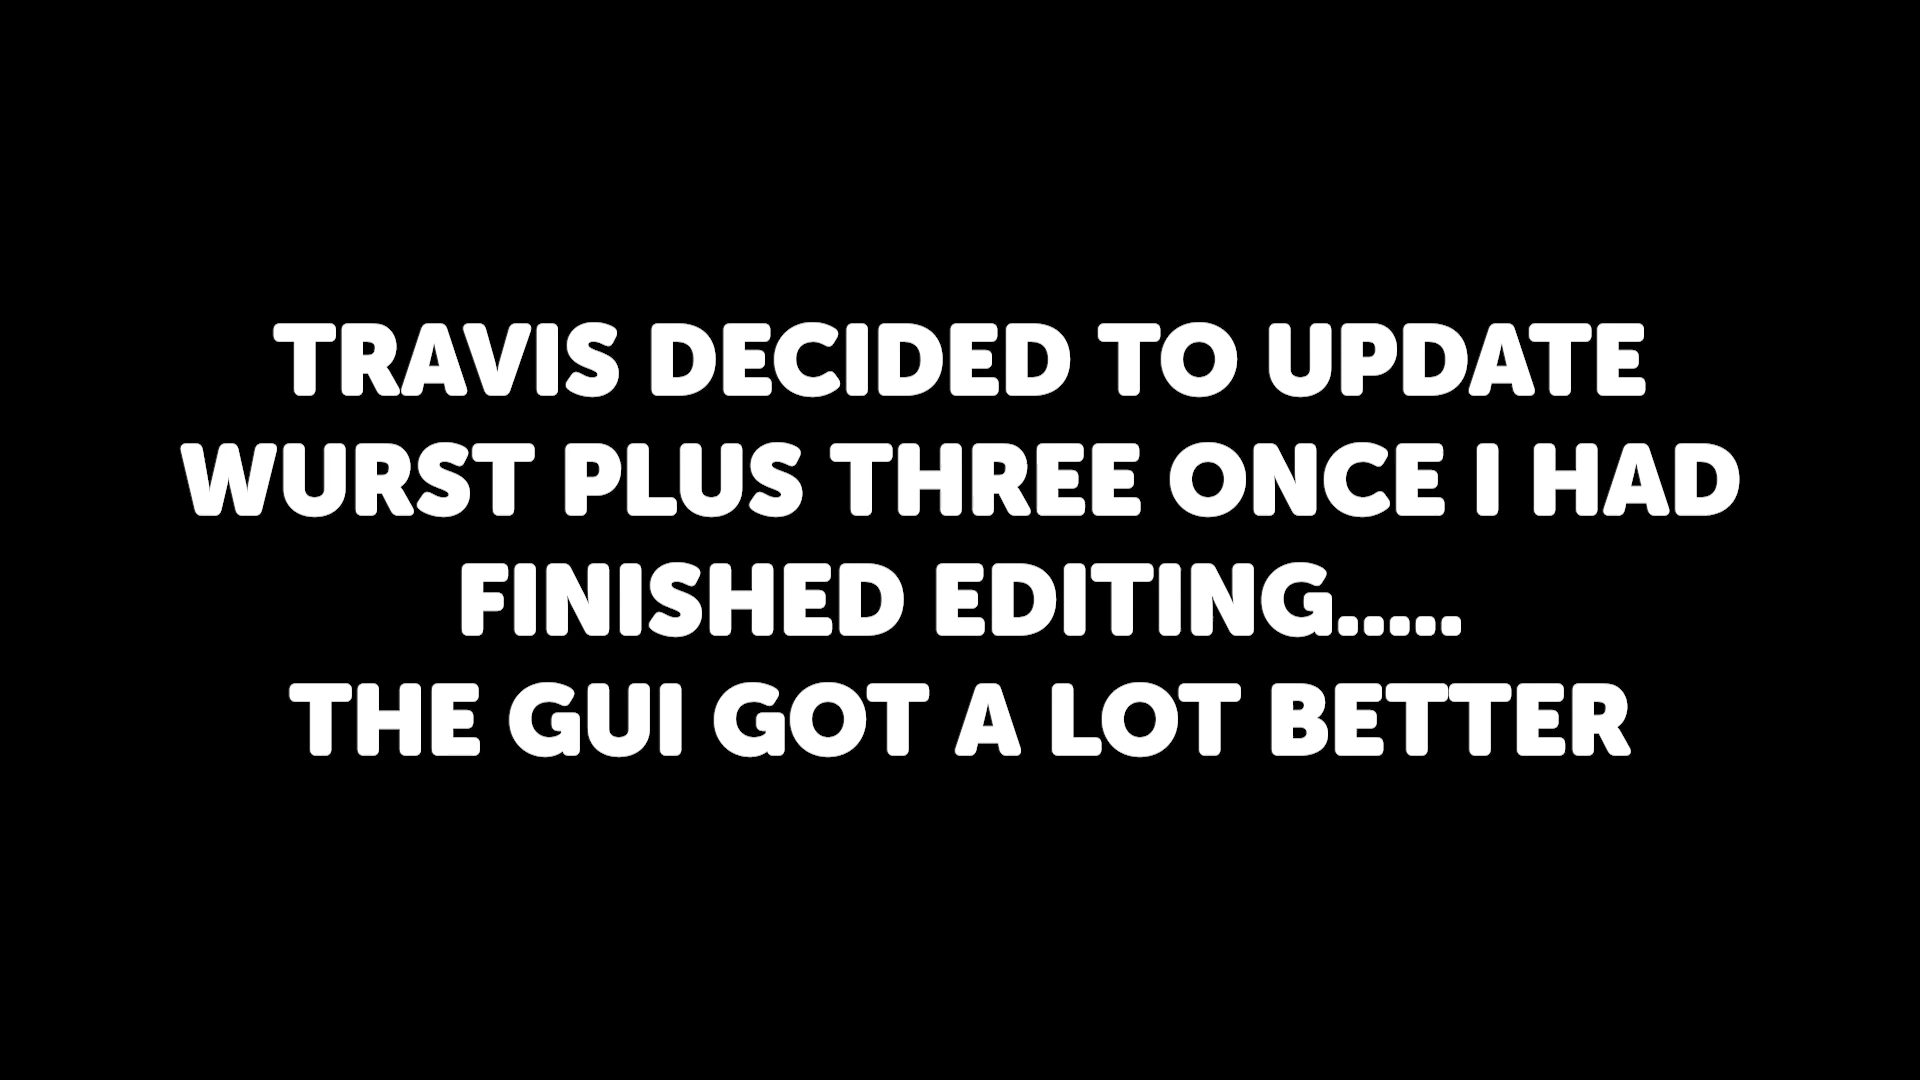 TRAVIS DECIDED TO UPDATE
WURST PLUS THREE ONCE I HAD
FINISHED EDITING.....
THE GUI GOT A LOT BETTER